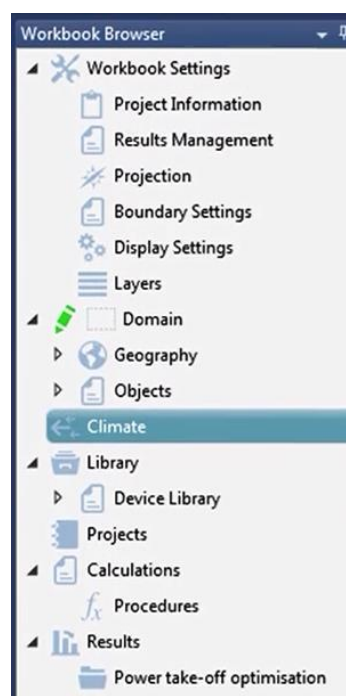 Workbook Browser
Workbook Settings
Project Information
Results Management
Projection
Boundary Settings
Display Settings
Layers
Domain
Geography
Objects
Climate
Library
Device Library
Projects
Calculations
fx Procedures
Results
Power take-off optimisation